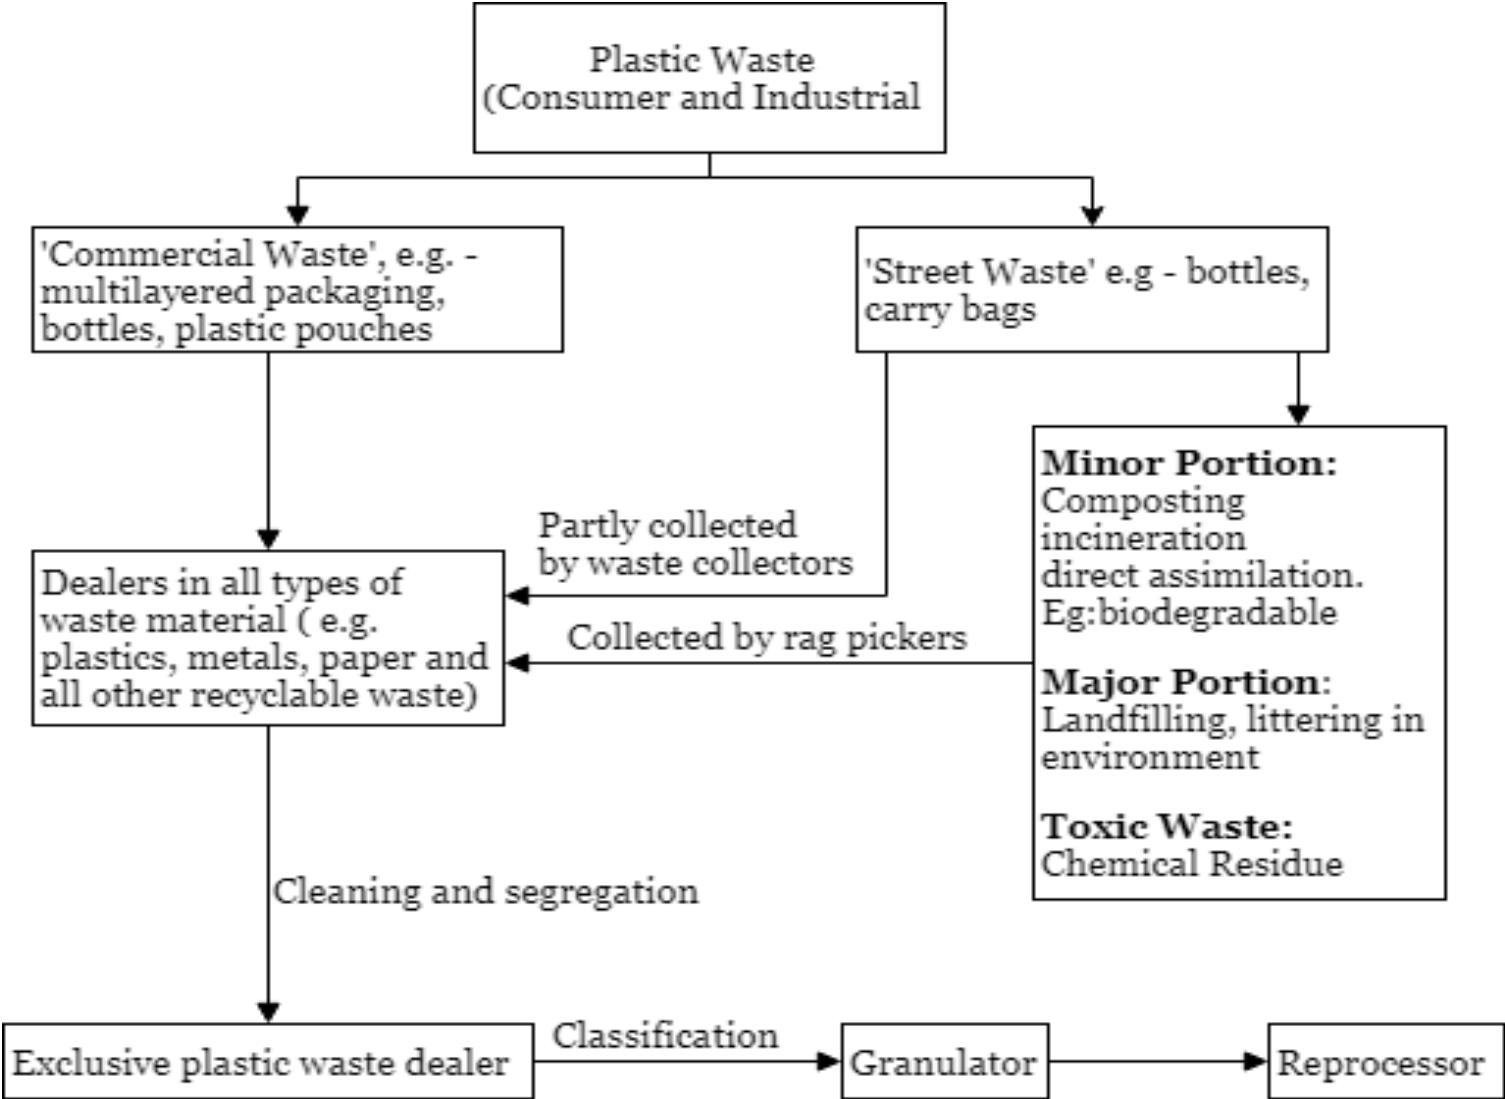 Plastic Waste
(Consumer and Industrial
'Commercial Waste', e.g. -
multilayered packaging,
bottles, plastic pouches
'Street Waste' e.g - bottles,
carry bags
Minor Portion:
Composting
incineration
direct assimilation.
Eg:biodegradable
Major Portion:
Landfilling, littering in
environment
Toxic Waste:
Chemical Residue
Partly collected
by waste collectors
Collected by rag pickers
Dealers in all types of
waste material ( e.g.
plastics, metals, paper and
all other recyclable waste)
Cleaning and segregation
Exclusive plastic waste dealer
Classification
Granulator
Reprocessor